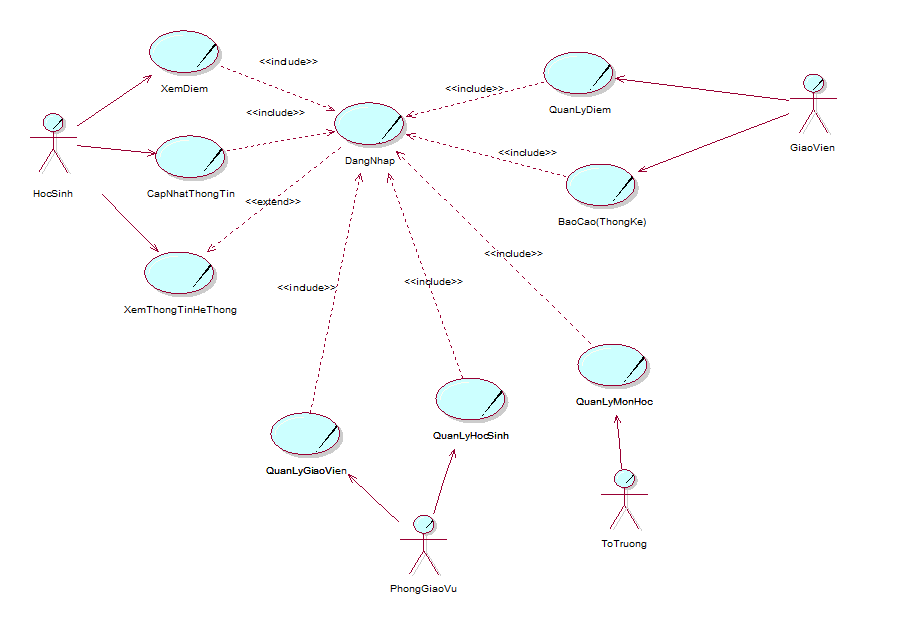 <<include>>
XemDiem
<<include>>
QuanLyDiem
<<include>>
GiaoVien
DangNhap
<<include>>
HocSinh
CapNhatThongTin
<<extend>>
BaoCao(ThongKe)
<<include>>
<<include>>
<<include>>
XemThongTinHeThong
QuanLyMonHoc
QuanLyHocSinh
QuanLyGiaoVien
ToTruong
PhongGiaoVu